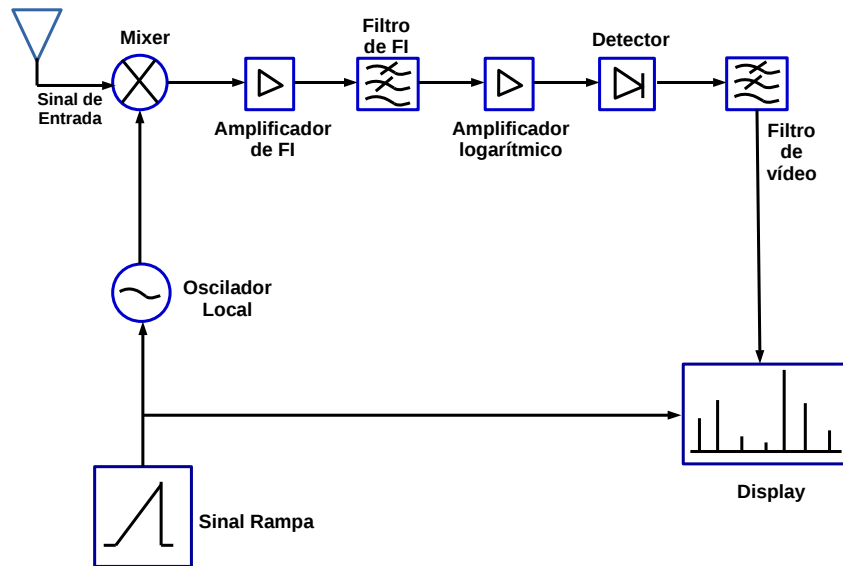 Mixer
Filtro
de FI
Detector
Sinal de
Entrada
Amplificador
de FI
Amplificador
logarítmico
Filtro
de
vídeo
Oscilador
Local
Sinal Rampa
Display